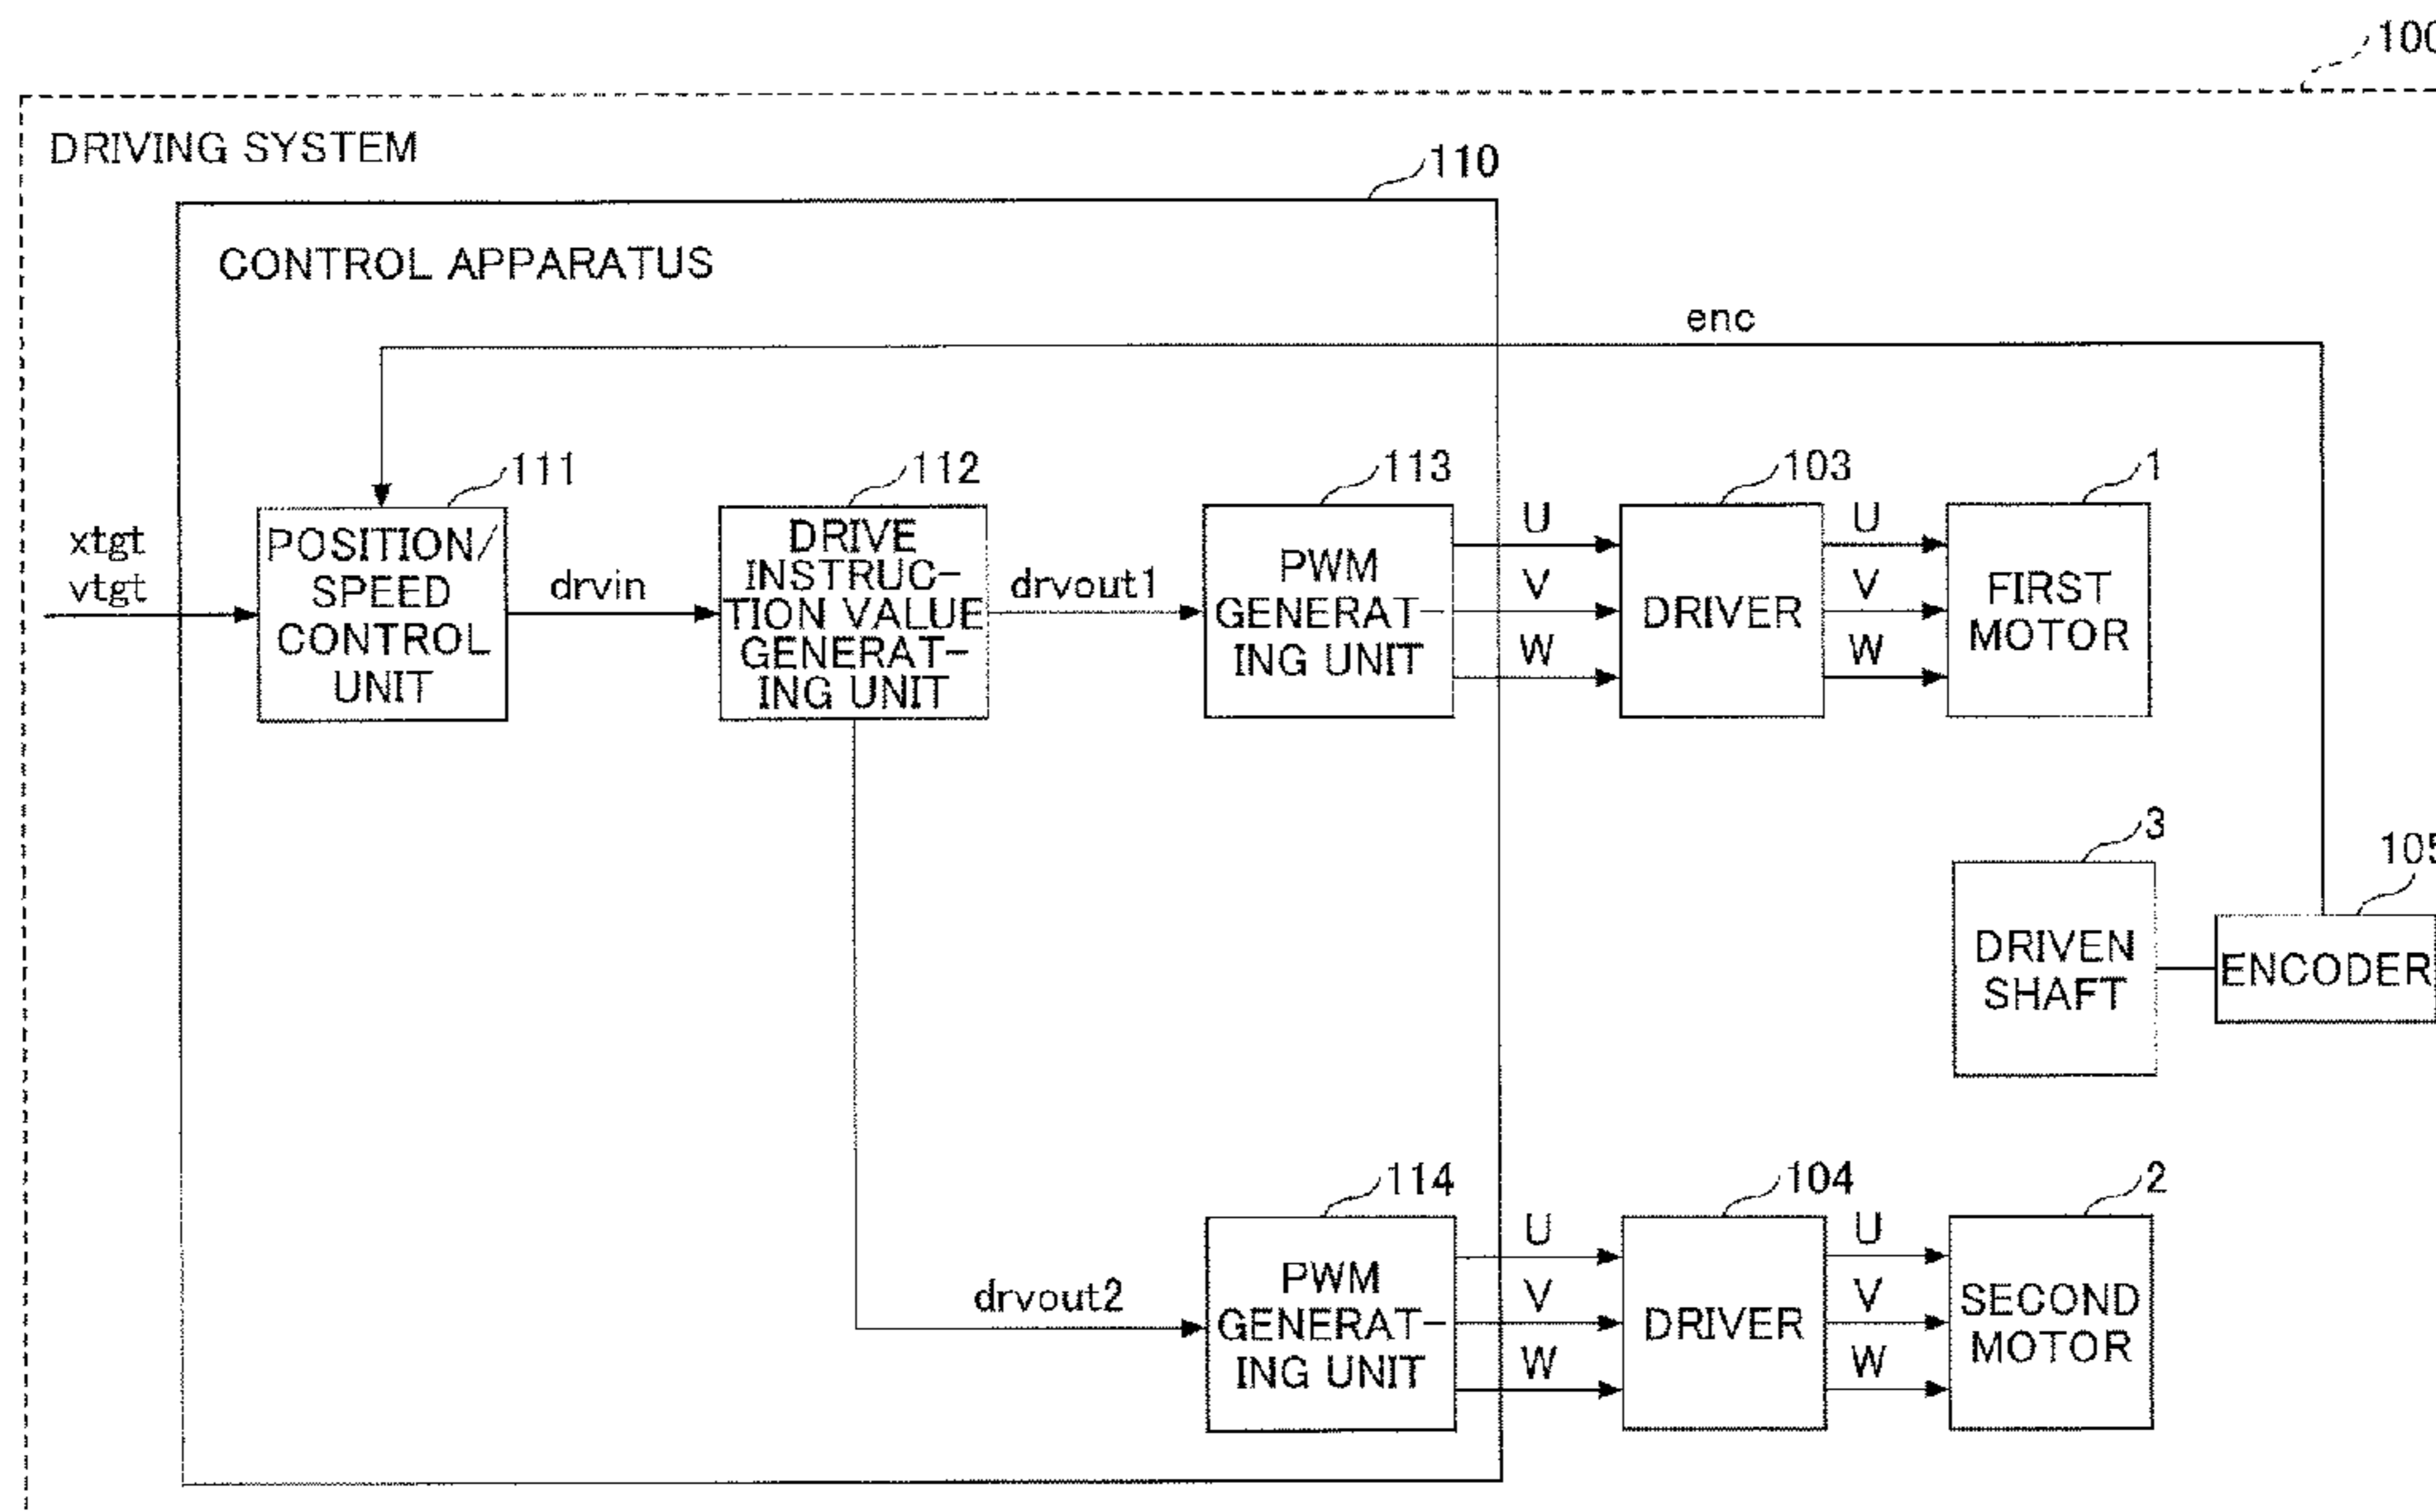 100
DRIVING SYSTEM
110
CONTROL APPARATUS
enc
111
112
113
103
1
xtgt
vtgt
POSITION/
SPEED
CONTROL
UNIT
drvin
DRIVE
INSTRUC-
TION VALUE
GENERAT-
ING UNIT
drvout1
PWM
GENERAT-
ING UNIT
U
V
W
DRIVER
U
V
W
FIRST
MOTOR
3
DRIVEN
SHAFT
105
ENCODER
114
104
2
drvout2
PWM
GENERAT-
ING UNIT
U
V
W
DRIVER
U
V
W
SECOND
MOTOR